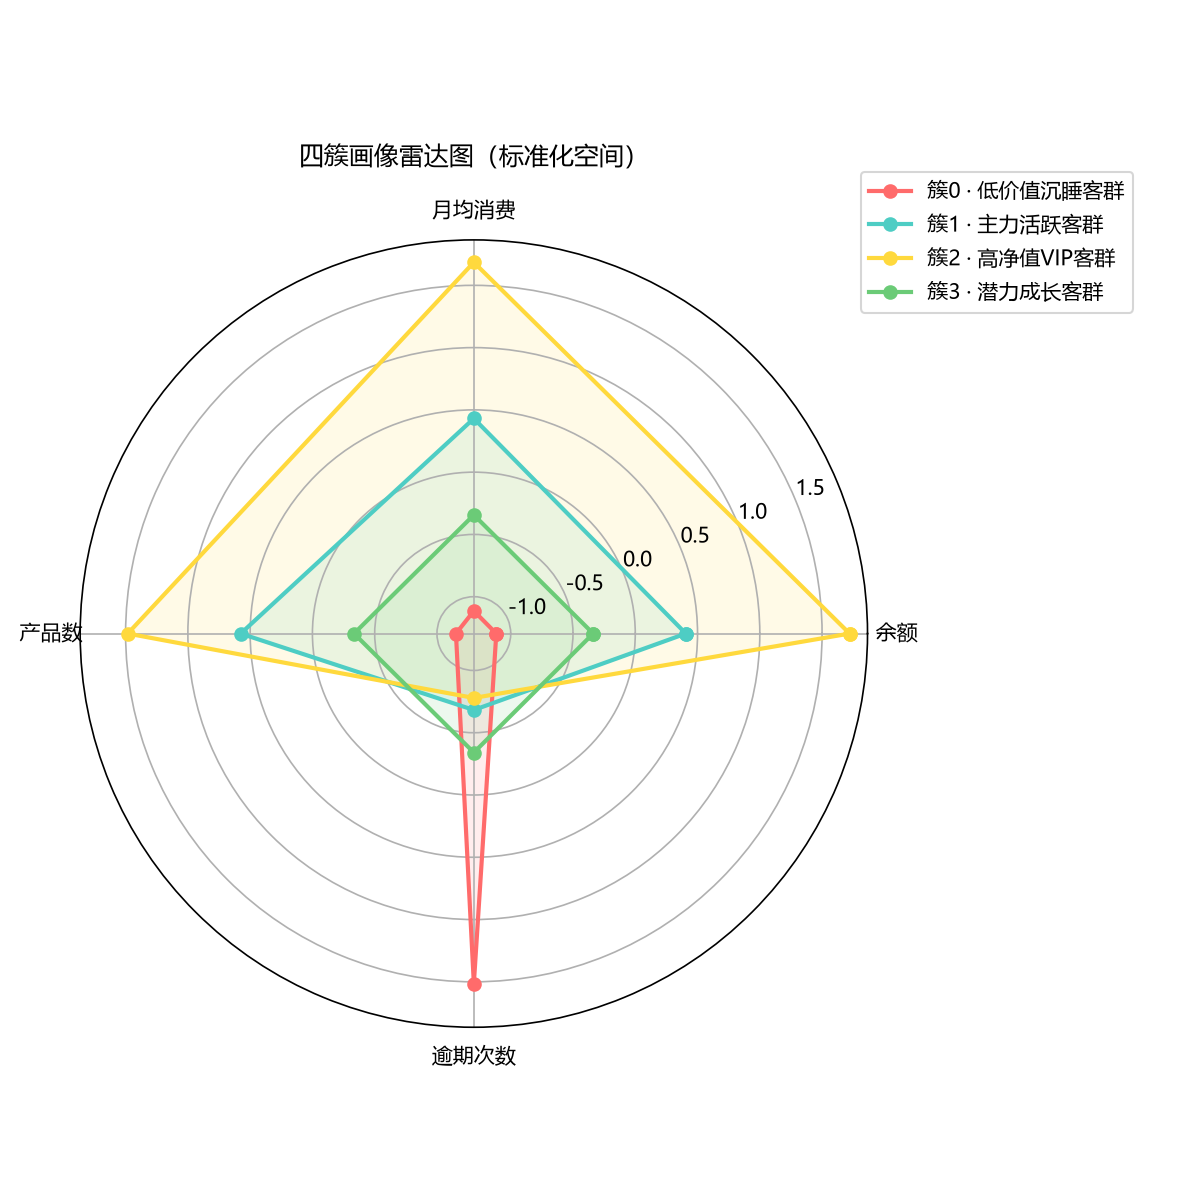 四簇画像雷达图（标准化空间）
月均消费
簇0 · 低价值沉睡客群
簇1 · 主力活跃客群
簇2 · 高净值VIP客群
簇3 · 潜力成长客群
1.5
1.0
0.5
0.0
-0.5
-1.0
产品数
余额
逾期次数